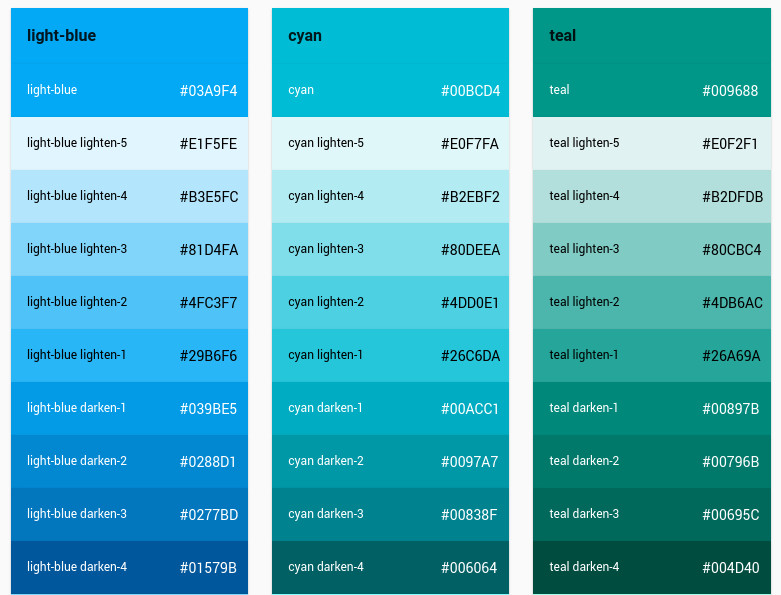 light-blue
light-blue #03A9F4
light-blue lighten-5 #E1F5FE
light-blue lighten-4 #B3E5FC
light-blue lighten-3 #81D4FA
light-blue lighten-2 #4FC3F7
light-blue lighten-1 #29B6F6
light-blue darken-1 #039BE5
light-blue darken-2 #0288D1
light-blue darken-3 #0277BD
light-blue darken-4 #01579B
cyan
cyan #00BCD4
cyan lighten-5 #E0F7FA
cyan lighten-4 #B2EBF2
cyan lighten-3 #80DEEA
cyan lighten-2 #4DD0E1
cyan lighten-1 #26C6DA
cyan darken-1 #00ACC1
cyan darken-2 #0097A7
cyan darken-3 #00838F
cyan darken-4 #006064
teal
teal #009688
teal lighten-5 #E0F2F1
teal lighten-4 #B2DFDB
teal lighten-3 #80CBC4
teal lighten-2 #4DB6AC
teal lighten-1 #26A69A
teal darken-1 #00897B
teal darken-2 #00796B
teal darken-3 #00695C
teal darken-4 #004D40